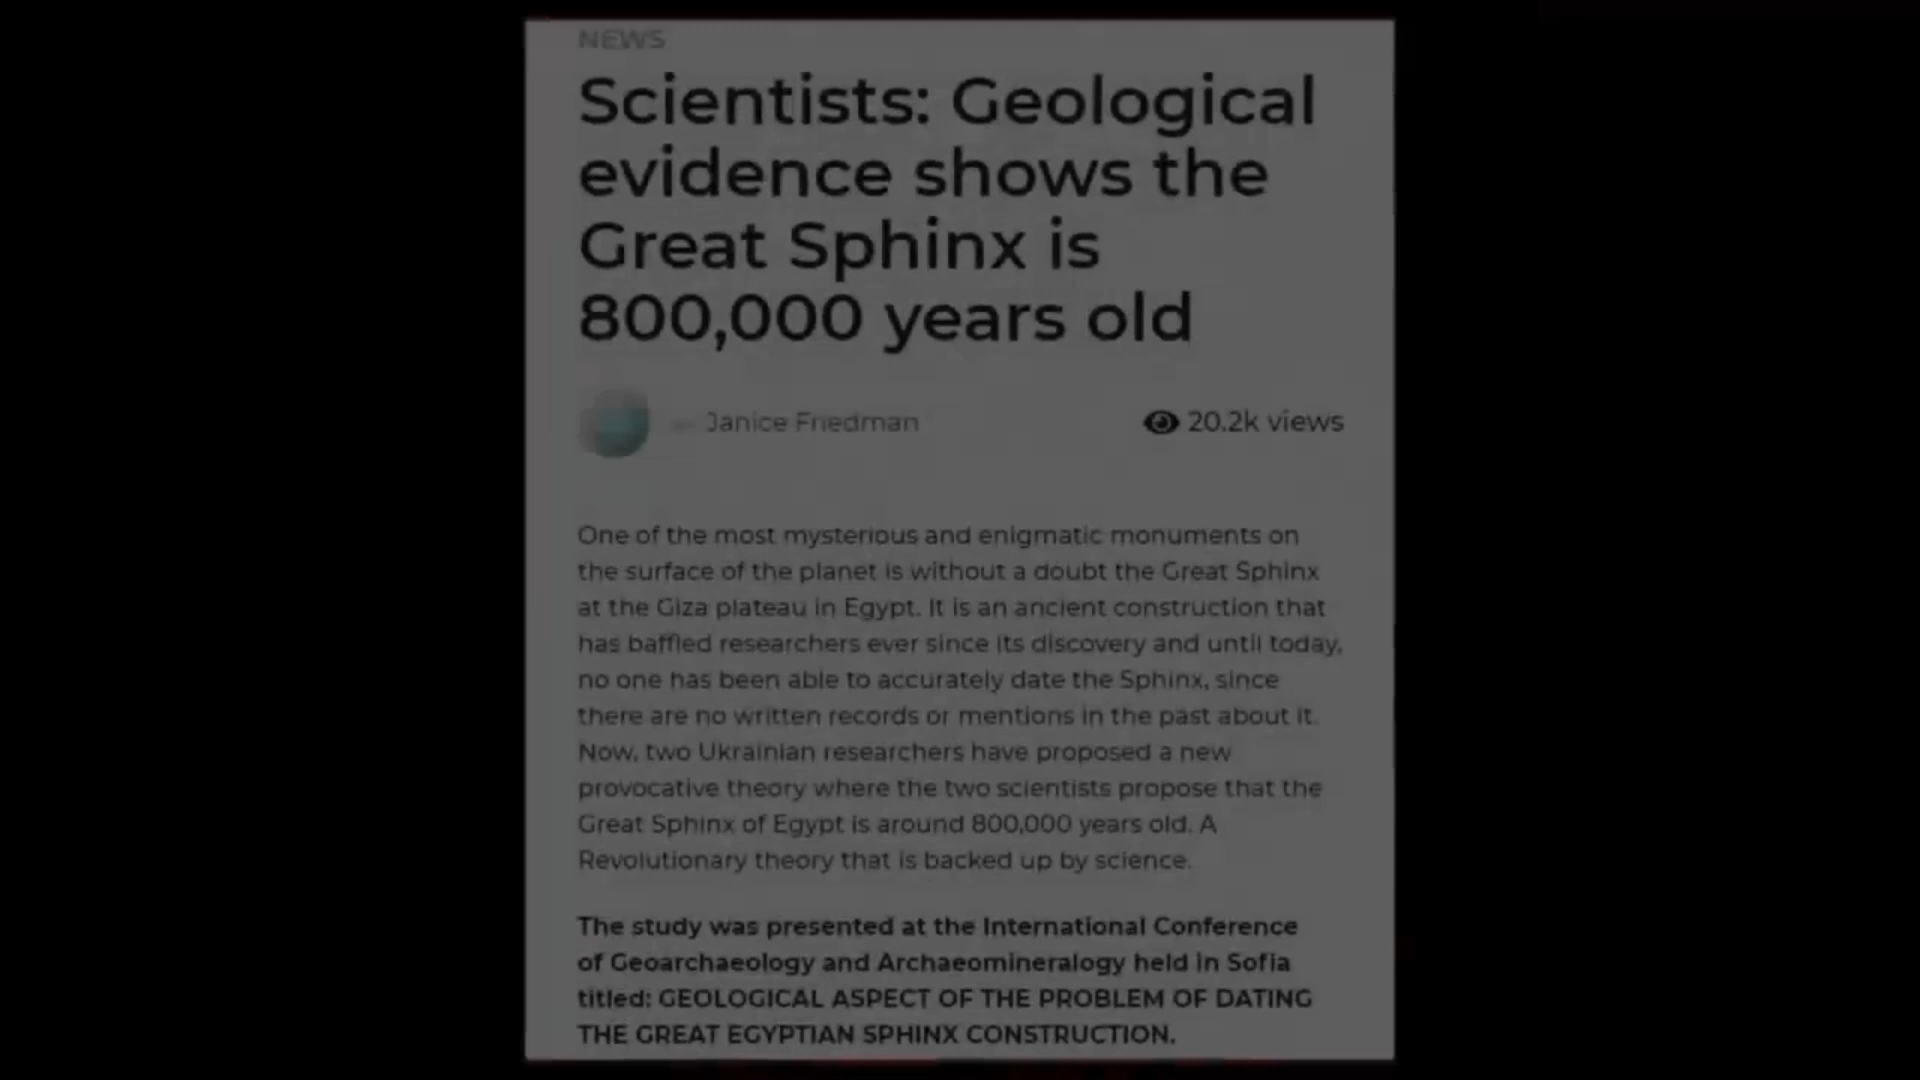 NEWS
Scientists: Geological
evidence shows the
Great Sphinx is
800,000 years old
Janice Friedman
20.2k views
One of the most mysterious and enigmatic monuments on
the surface of the planet is without a doubt the Great Sphinx
at the Giza plateau in Egypt. It is an ancient construction that
has baffled researchers ever since its discovery and until today,
no one has been able to accurately date the Sphinx, since
there are no written records or mentions in the past about it.
Now, two Ukrainian researchers have proposed a new
provocative theory where the two scientists propose that the
Great Sphinx of Egypt is around 800,000 years old. A
Revolutionary theory that is backed up by science.
The study was presented at the International Conference
of Geoarchaeology and Archaeomineralogy held in Sofia
titled: GEOLOGICAL ASPECT OF THE PROBLEM OF DATING
THE GREAT EGYPTIAN SPHINX CONSTRUCTION.